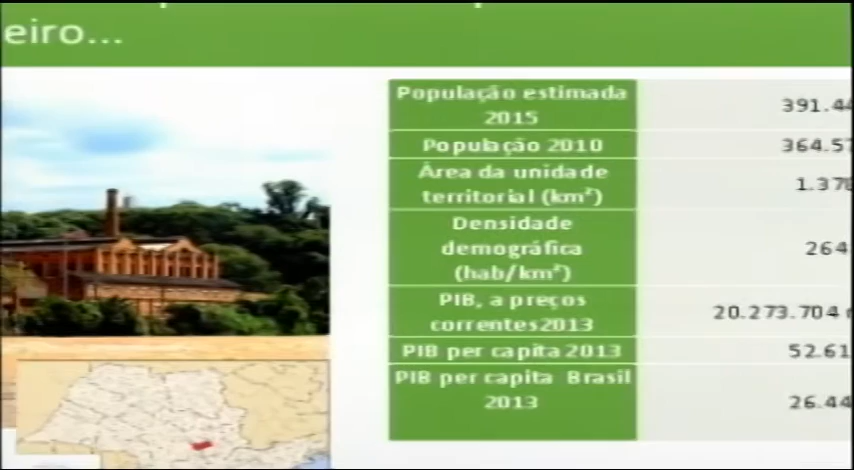 eiro...
População estimada
2015
391.44
População 2010
364.57
Área da unidade
territorial (km²)
1.378
Densidade
demográfica
(hab/km²)
264
PIB, a preços
correntes2013
20.273.704
PIB per capita 2013
52.61
PIB per capita Brasil
2013
26.44